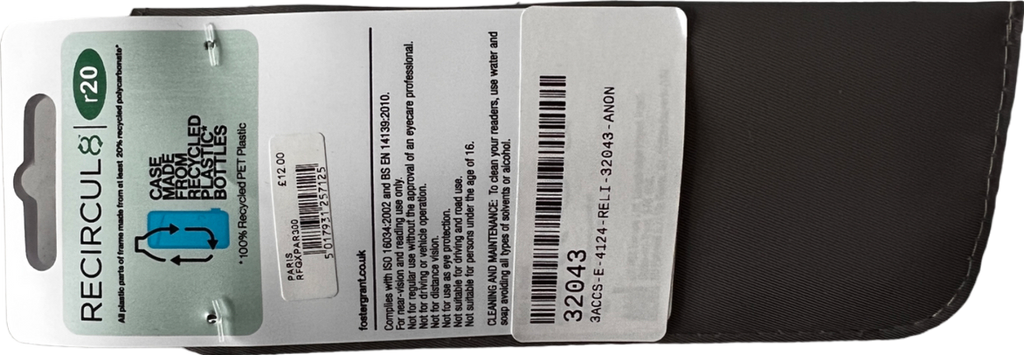 RECIRCUL8
r20
All plastic parts of frame made from at least 20% recycled polycarbonate*
CASE
MADE
FROM
RECYCLED
PLASTIC*
BOTTLES
*100% Recycled PET Plastic
£12 00
PARIS
RFGXPAR300
5 017931 257125
fostergrant.co.uk
Complies with ISO 16034:2002 and BS EN 14139:2010.
For near-vision and reading use only.
Not for regular use without the approval of an eyecare professional.
Not for driving or vehicle operation.
Not for distance vision.
Not for use as eye protection.
Not suitable for driving and road use.
Not suitable for persons under the age of 16.
CLEANING AND MAINTENANCE: To clean your readers, use water and
soap avoiding all types of solvents or alcohol.
32043
3ACCS-E-4124-RELI-32043-ANON